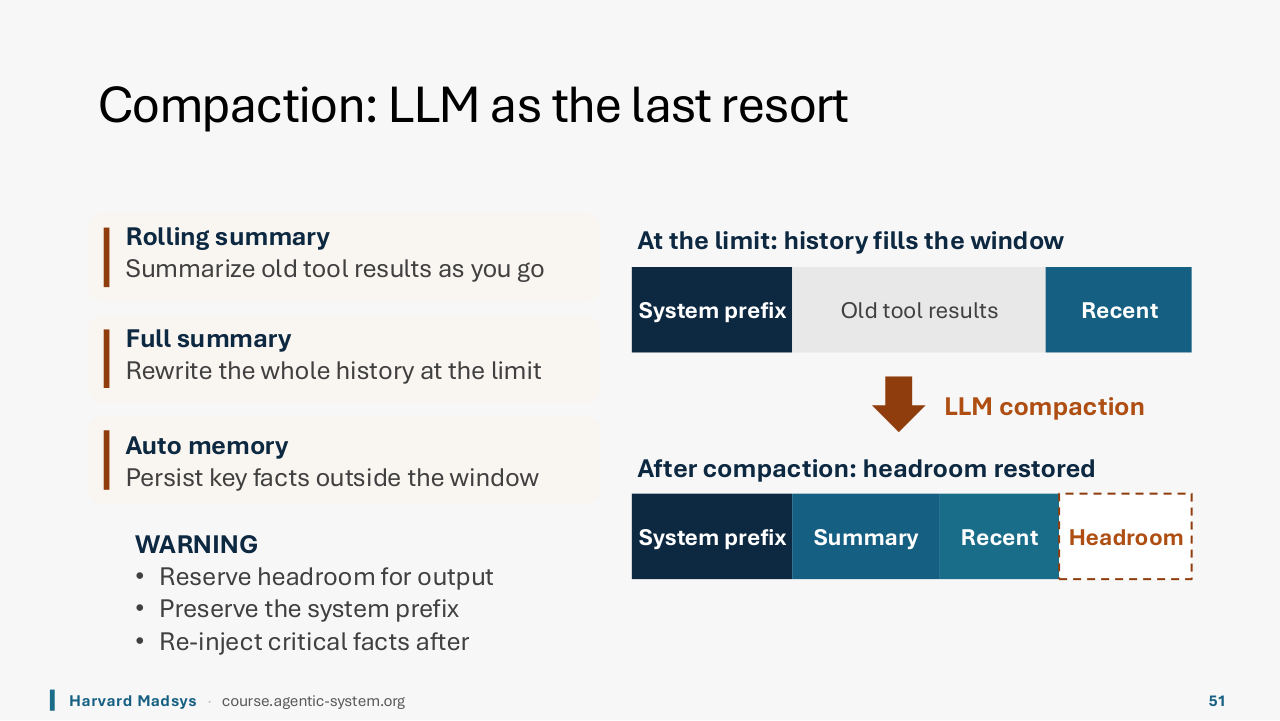 Compaction: LLM as the last resort
Rolling summary
Summarize old tool results as you go
Full summary
Rewrite the whole history at the limit
Auto memory
Persist key facts outside the window
WARNING
• Reserve headroom for output
• Preserve the system prefix
• Re-inject critical facts after
At the limit: history fills the window
System prefix
Old tool results
Recent
LLM compaction
After compaction: headroom restored
System prefix
Summary
Recent
Headroom
Harvard Madsys · course.agentic-system.org
51